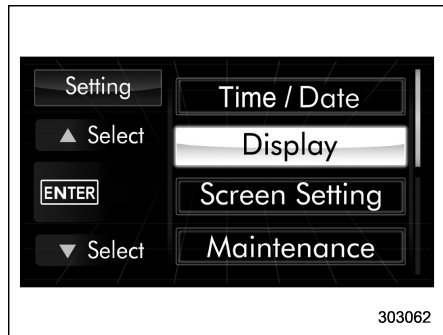 Setting
▲ Select
ENTER
▼ Select
Time / Date
Display
Screen Setting
Maintenance
303062